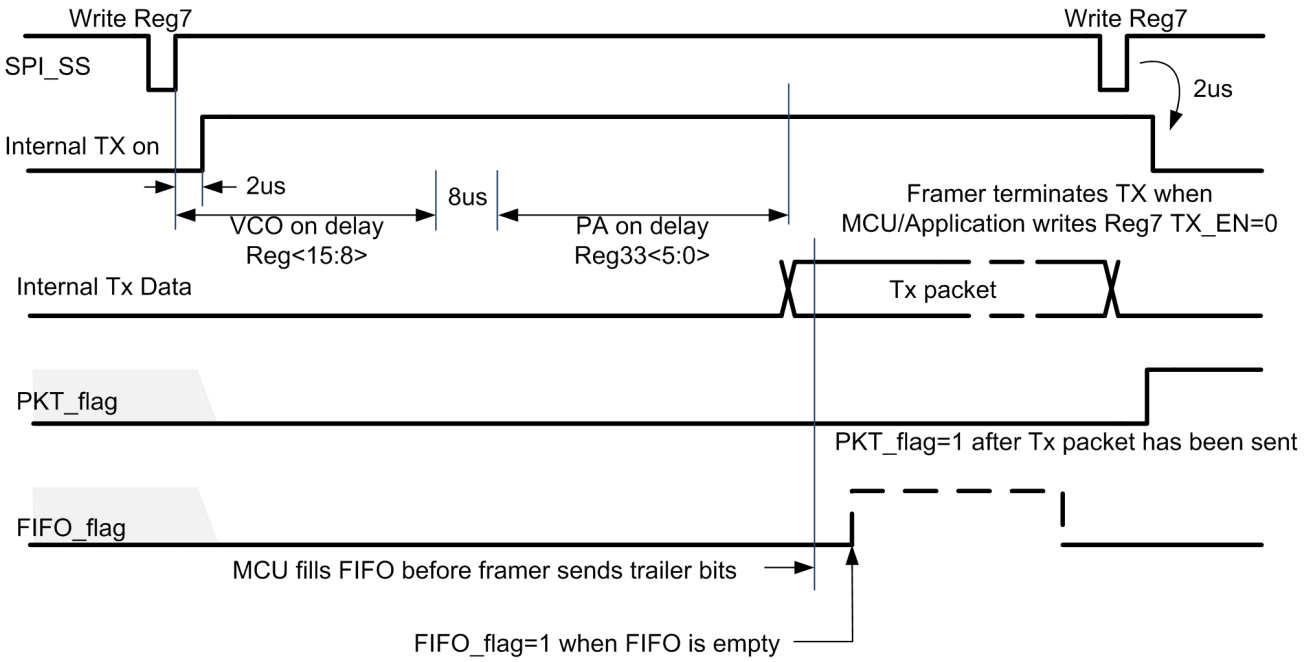 Write Reg7
Write Reg7
SPI_SS
2us
Internal TX on
2us
8us
VCO on delay
Reg<15:8>
PA on delay
Reg33<5:0>
Framer terminates TX when
MCU/Application writes Reg7 TX_EN=0
Internal Tx Data
Tx packet
PKT_flag
PKT_flag=1 after Tx packet has been sent
FIFO_flag
MCU fills FIFO before framer sends trailer bits
FIFO_flag=1 when FIFO is empty